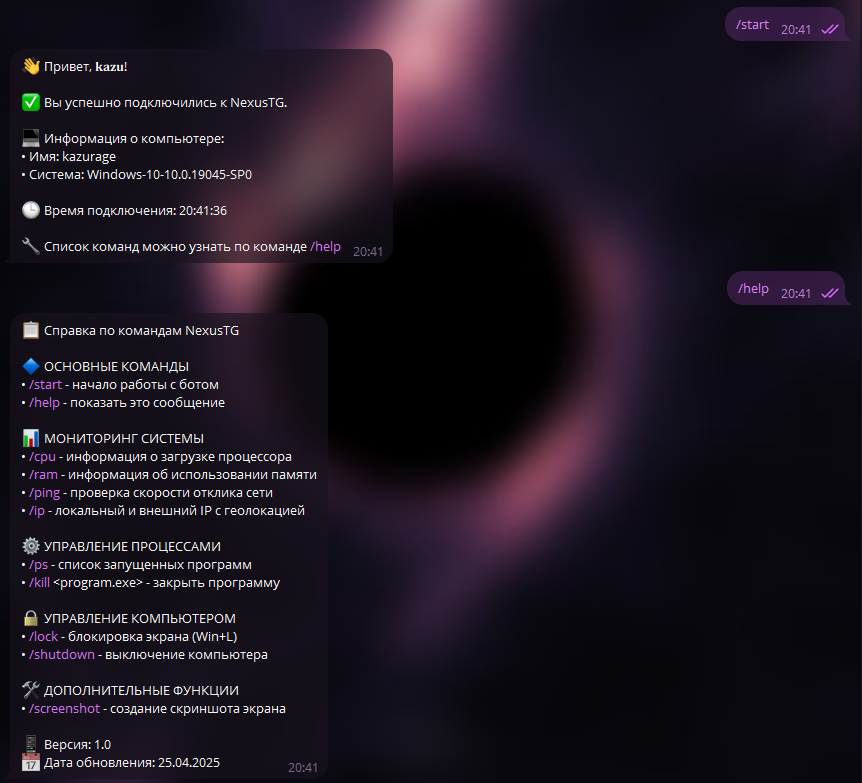 /start 20:41
👋 Привет, kazu!
✅ Вы успешно подключились к NexusTG.
💻 Информация о компьютере:
• Имя: kazurage
• Система: Windows-10-10.0.19045-SP0
🕒 Время подключения: 20:41:36
🔧 Список команд можно узнать по команде /help 20:41
/help 20:41
📋 Справка по командам NexusTG
🔷 ОСНОВНЫЕ КОМАНДЫ
• /start - начало работы с ботом
• /help - показать это сообщение
📊 МОНИТОРИНГ СИСТЕМЫ
• /cpu - информация о загрузке процессора
• /ram - информация об использовании памяти
• /ping - проверка скорости отклика сети
• /ip - локальный и внешний IP с геолокацией
⚙️ УПРАВЛЕНИЕ ПРОЦЕССАМИ
• /ps - список запущенных программ
• /kill <program.exe> - закрыть программу
🔒 УПРАВЛЕНИЕ КОМПЬЮТЕРОМ
• /lock - блокировка экрана (Win+L)
• /shutdown - выключение компьютера
🛠 ДОПОЛНИТЕЛЬНЫЕ ФУНКЦИИ
• /screenshot - создание скриншота экрана
📱 Версия: 1.0
📅 Дата обновления: 25.04.2025 20:41